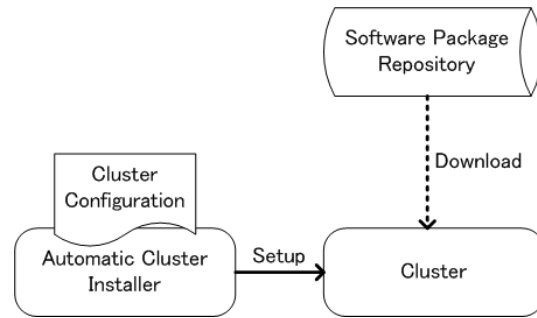 Software Package
Repository
Download
Cluster
Configuration
Automatic Cluster
Installer
Setup
Cluster